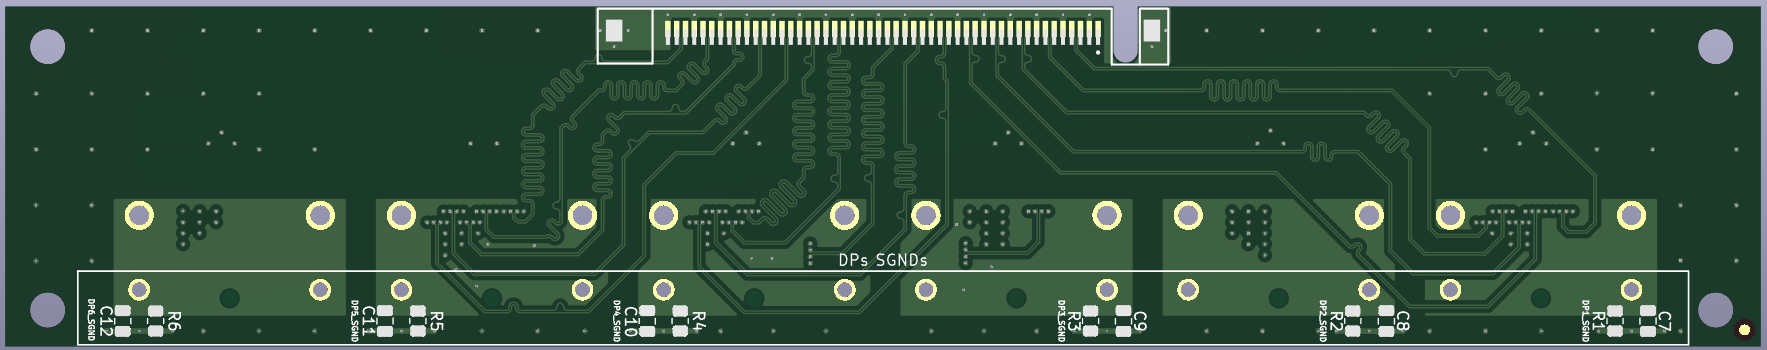 DPs SGNDs
DP6_SGND
C12
R6
DP5_SGND
C11
R5
DP4_SGND
C10
R4
R3
DP3_SGND
C9
DP2_SGND
R2
C8
DP1_SGND
R1
C7